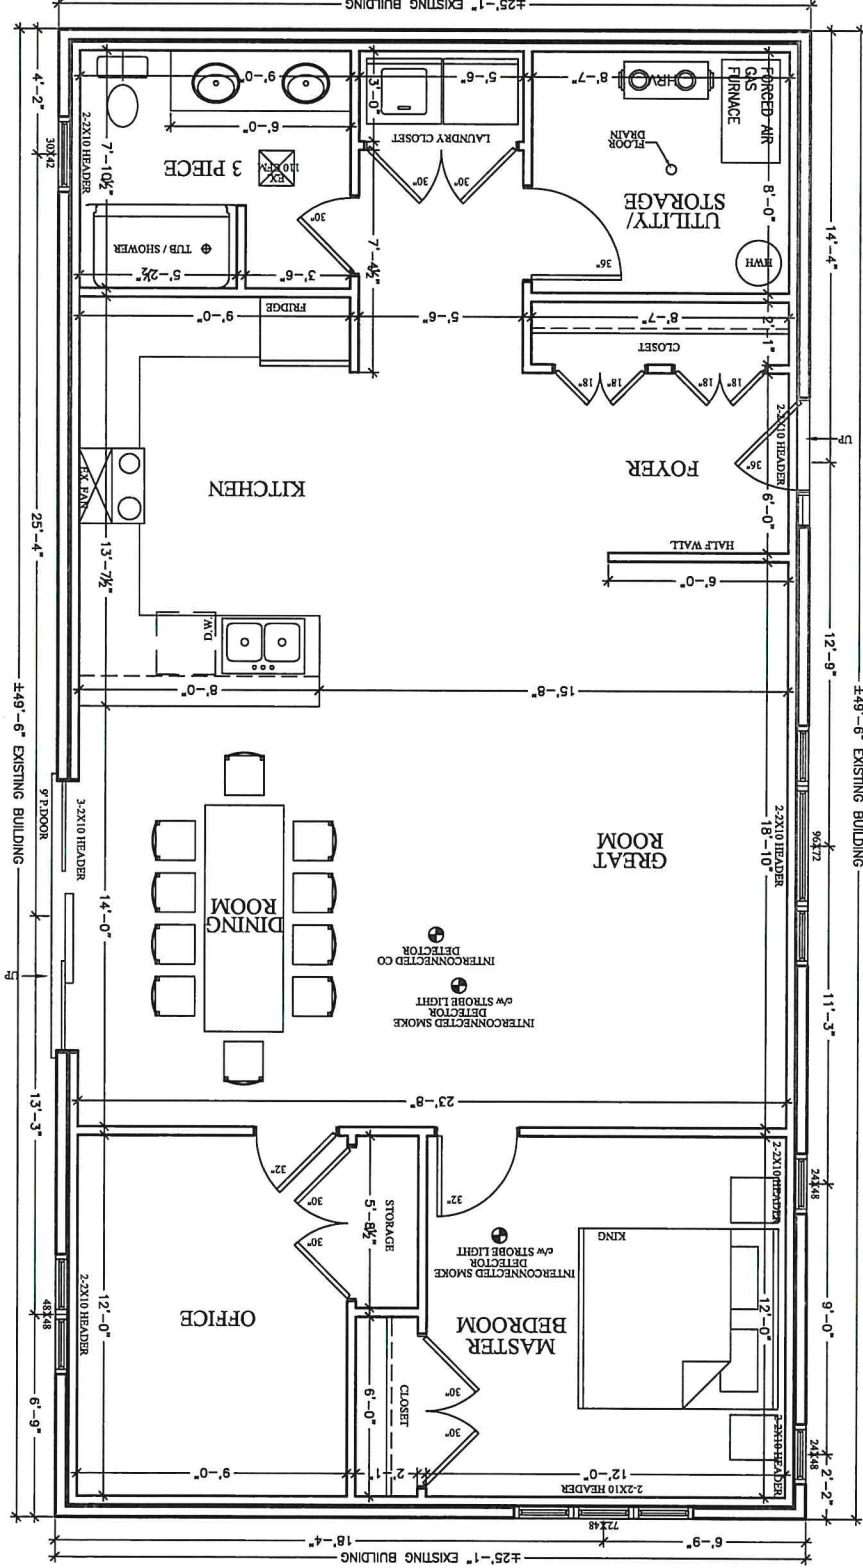 ±25'-1" EXISTING BUILDING
±49'-6" EXISTING BUILDING
±49'-6" EXISTING BUILDING
4'-2"
25'-4"
13'-3"
6'-9"
14'-4"
12'-9"
11'-3"
9'-0"
2'-2"
30X42
2-2X10 HEADER
7'-10½"
9'-0"
6'-0"
3 PIECE
EX.
110 CFM
TUB / SHOWER
5'-2½"
3'-6"
30"
3'-0"
5'-6"
LAUNDRY CLOSET
30"
30"
7'-4½"
8'-7"
HRV
FORCED AIR
GAS
FURNACE
FLOOR
DRAIN
UTILITY/
STORAGE
8'-0"
HWH
36"
9'-0"
FRIDGE
5'-6"
8'-7"
2'-1"
CLOSET
18"
18"
18"
18"
2-2X10 HEADER
36"
UP
FOYER
6'-0"
HALF WALL
6'-0"
KITCHEN
EX. FAN
13'-7½"
D.W.
8'-0"
15'-8"
9' P.DOOR
3-2X10 HEADER
14'-0"
UP
DINING
ROOM
GREAT
ROOM
2-2X10 HEADER
96X72
18'-10"
INTERCONNECTED CO
DETECTOR
INTERCONNECTED SMOKE
DETECTOR
c/w STROBE LIGHT
23'-8"
32"
30"
30"
5'-8½"
STORAGE
32"
2-2X10 HEADER
24X48
KING
INTERCONNECTED SMOKE
DETECTOR
c/w STROBE LIGHT
MASTER
BEDROOM
12'-0"
OFFICE
12'-0"
2-2X10 HEADER
48X48
CLOSET
6'-0"
30"
30"
9'-0"
2'-1"
12'-0"
2-2X10 HEADER
2-2X10 HEADER
24X48
72X48
18'-4"
6'-9"
±25'-1" EXISTING BUILDING